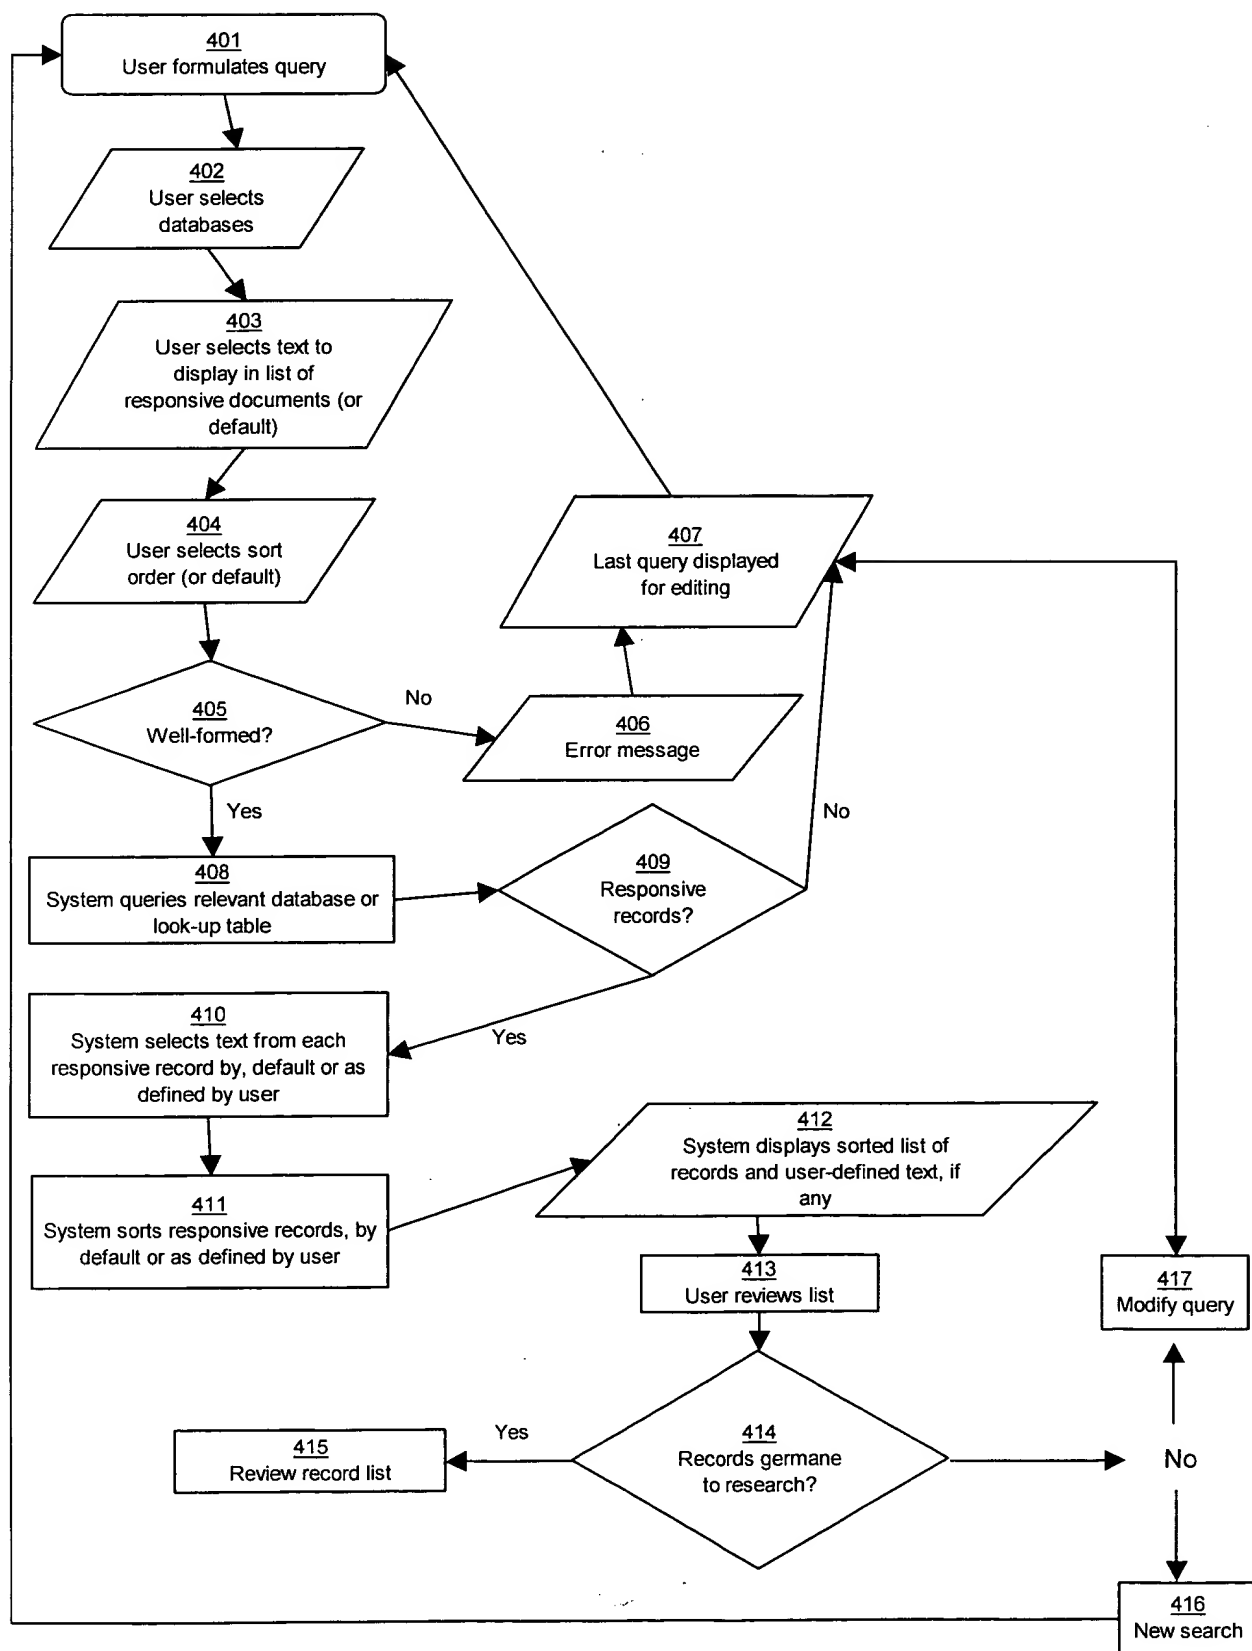 401
User formulates query
402
User selects
databases
403
User selects text to
display in list of
responsive documents (or
default)
404
User selects sort
order (or default)
407
Last query displayed
for editing
405
Well-formed?
No
406
Error message
Yes
No
408
System queries relevant database or
look-up table
409
Responsive
records?
410
System selects text from each
responsive record by, default or as
defined by user
Yes
411
System sorts responsive records, by
default or as defined by user
412
System displays sorted list of
records and user-defined text, if
any
413
User reviews list
417
Modify query
414
Records germane
to research?
Yes
415
Review record list
No
416
New search